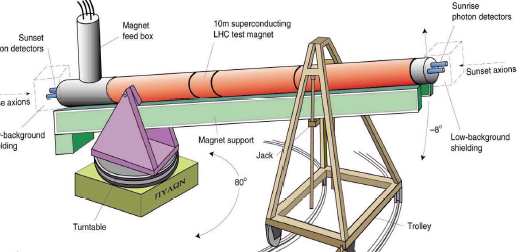 Magnet
feed box
10m superconducting
LHC test magnet
Sunrise
photon detectors
Sunset
on detectors
Sunset axions
axions
-background
Low-background
shielding
~8°
Magnet support
Jack
80°
ΠΥΛΩΝ
Turntable
Trolley